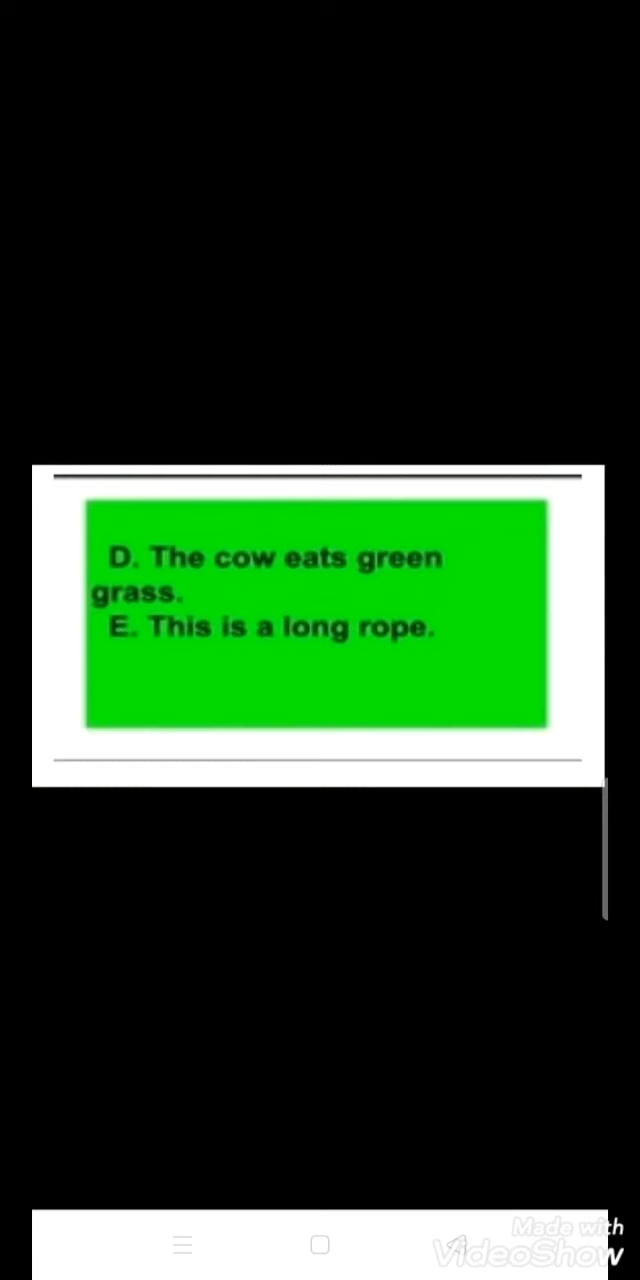 D. The cow eats green
grass.
E. This is a long rope.
Made with
VideoShow